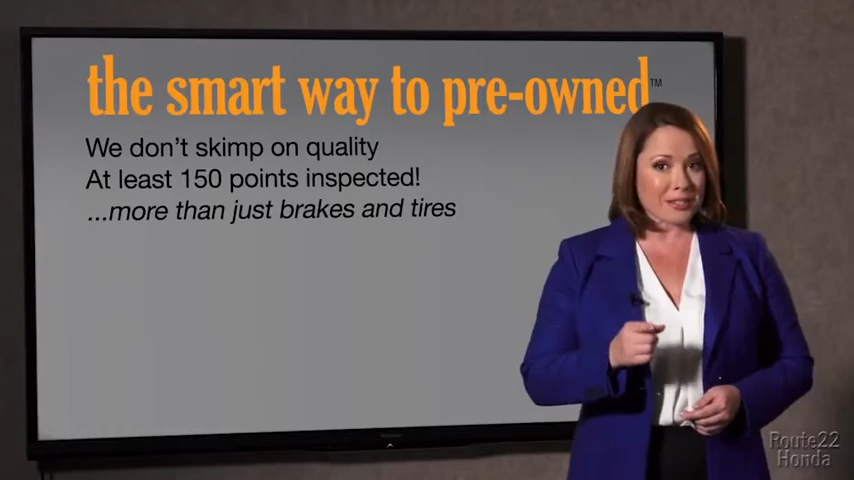 the smart way to pre-owned™
We don't skimp on quality
At least 150 points inspected!
...more than just brakes and tires
Route22
Honda